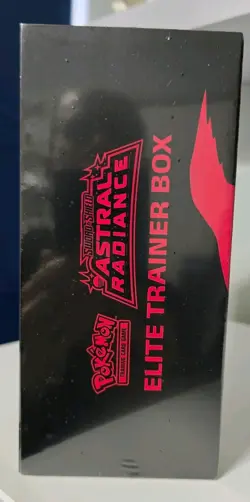 Pokémon
TRADING CARD GAME
SWORD & SHIELD
ASTRAL
RADIANCE
ELITE TRAINER BOX